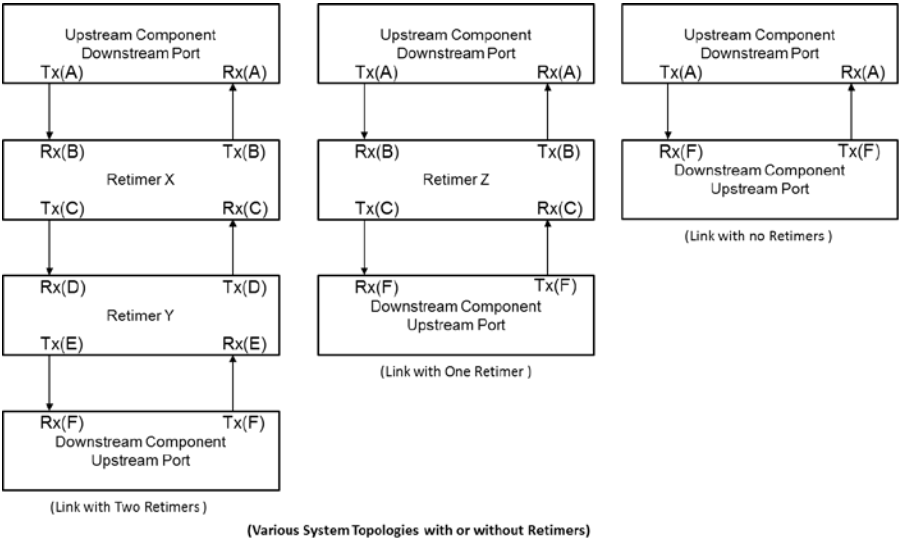 Upstream Component
Downstream Port
Tx(A) Rx(A)
Rx(B) Tx(B)
Retimer X
Tx(C) Rx(C)
Rx(D) Tx(D)
Retimer Y
Tx(E) Rx(E)
Rx(F) Tx(F)
Downstream Component
Upstream Port
(Link with Two Retimers )
Upstream Component
Downstream Port
Tx(A) Rx(A)
Rx(B) Tx(B)
Retimer Z
Tx(C) Rx(C)
Rx(F) Tx(F)
Downstream Component
Upstream Port
(Link with One Retimer )
Upstream Component
Downstream Port
Tx(A) Rx(A)
Rx(F) Tx(F)
Downstream Component
Upstream Port
(Link with no Retimers )
(Various System Topologies with or without Retimers)